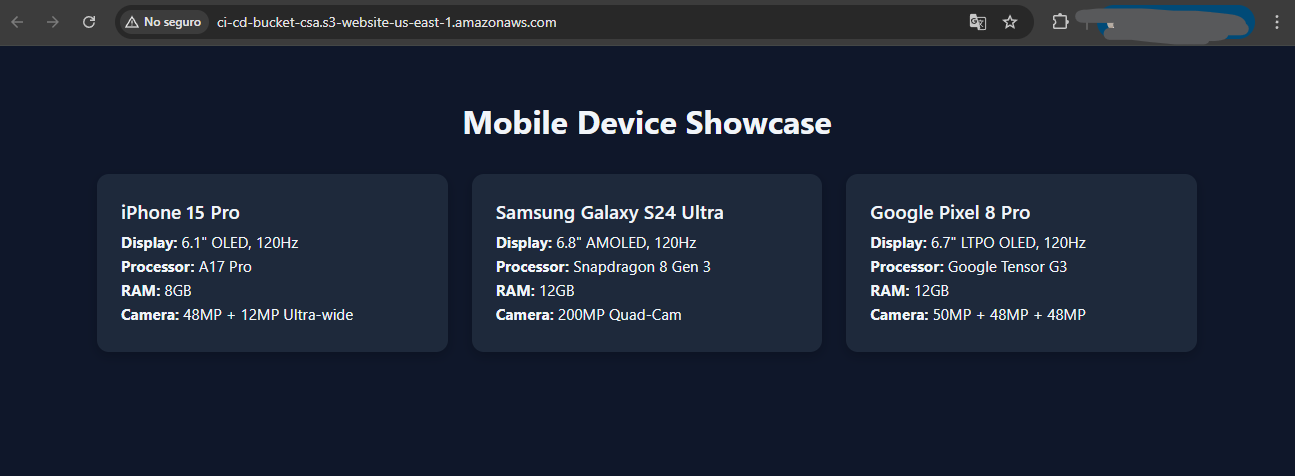 No seguro ci-cd-bucket-csa.s3-website-us-east-1.amazonaws.com
Mobile Device Showcase
iPhone 15 Pro
Display: 6.1" OLED, 120Hz
Processor: A17 Pro
RAM: 8GB
Camera: 48MP + 12MP Ultra-wide
Samsung Galaxy S24 Ultra
Display: 6.8" AMOLED, 120Hz
Processor: Snapdragon 8 Gen 3
RAM: 12GB
Camera: 200MP Quad-Cam
Google Pixel 8 Pro
Display: 6.7" LTPO OLED, 120Hz
Processor: Google Tensor G3
RAM: 12GB
Camera: 50MP + 48MP + 48MP